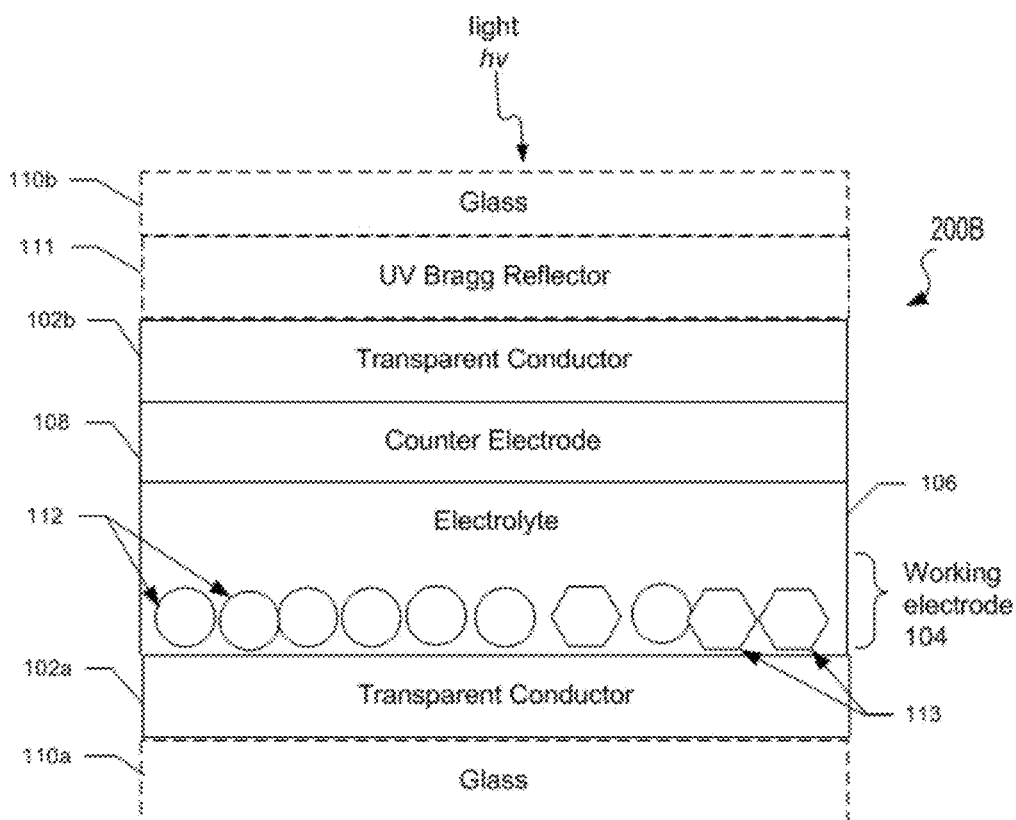 light
hv
110b
Glass
200B
111
UV Bragg Reflector
102b
Transparent Conductor
108
Counter Electrode
106
112
Electrolyte
Working
electrode
104
102a
Transparent Conductor
113
110a
Glass